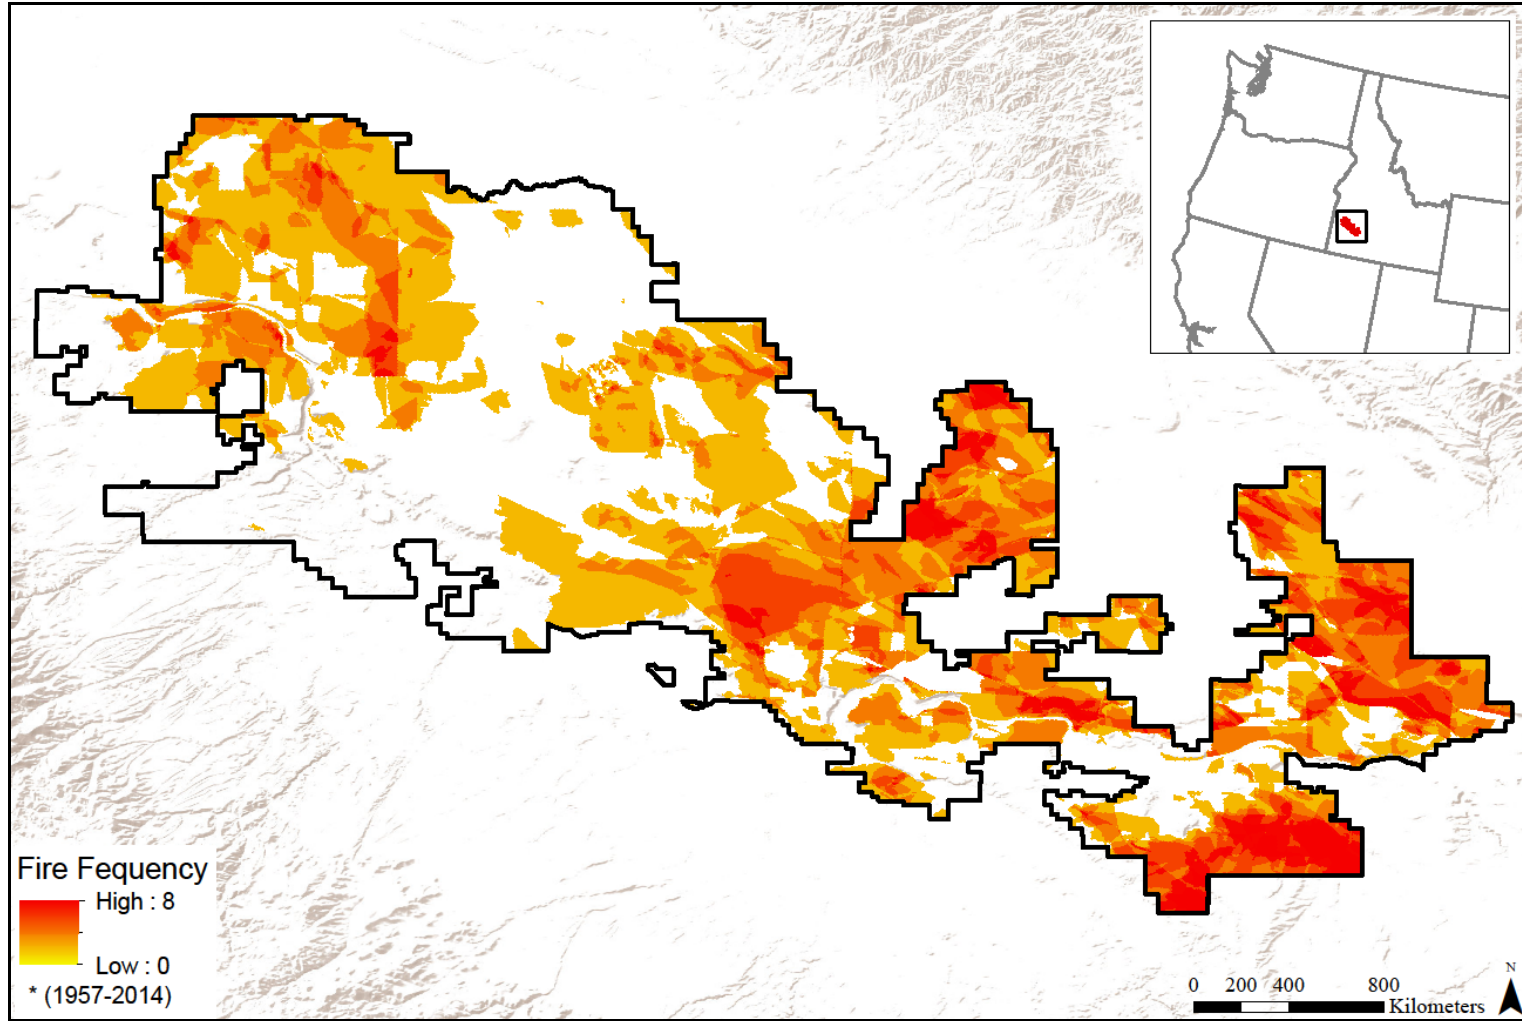 Fire Fequency
High : 8
Low : 0
* (1957-2014)
N
0 200 400 800
Kilometers